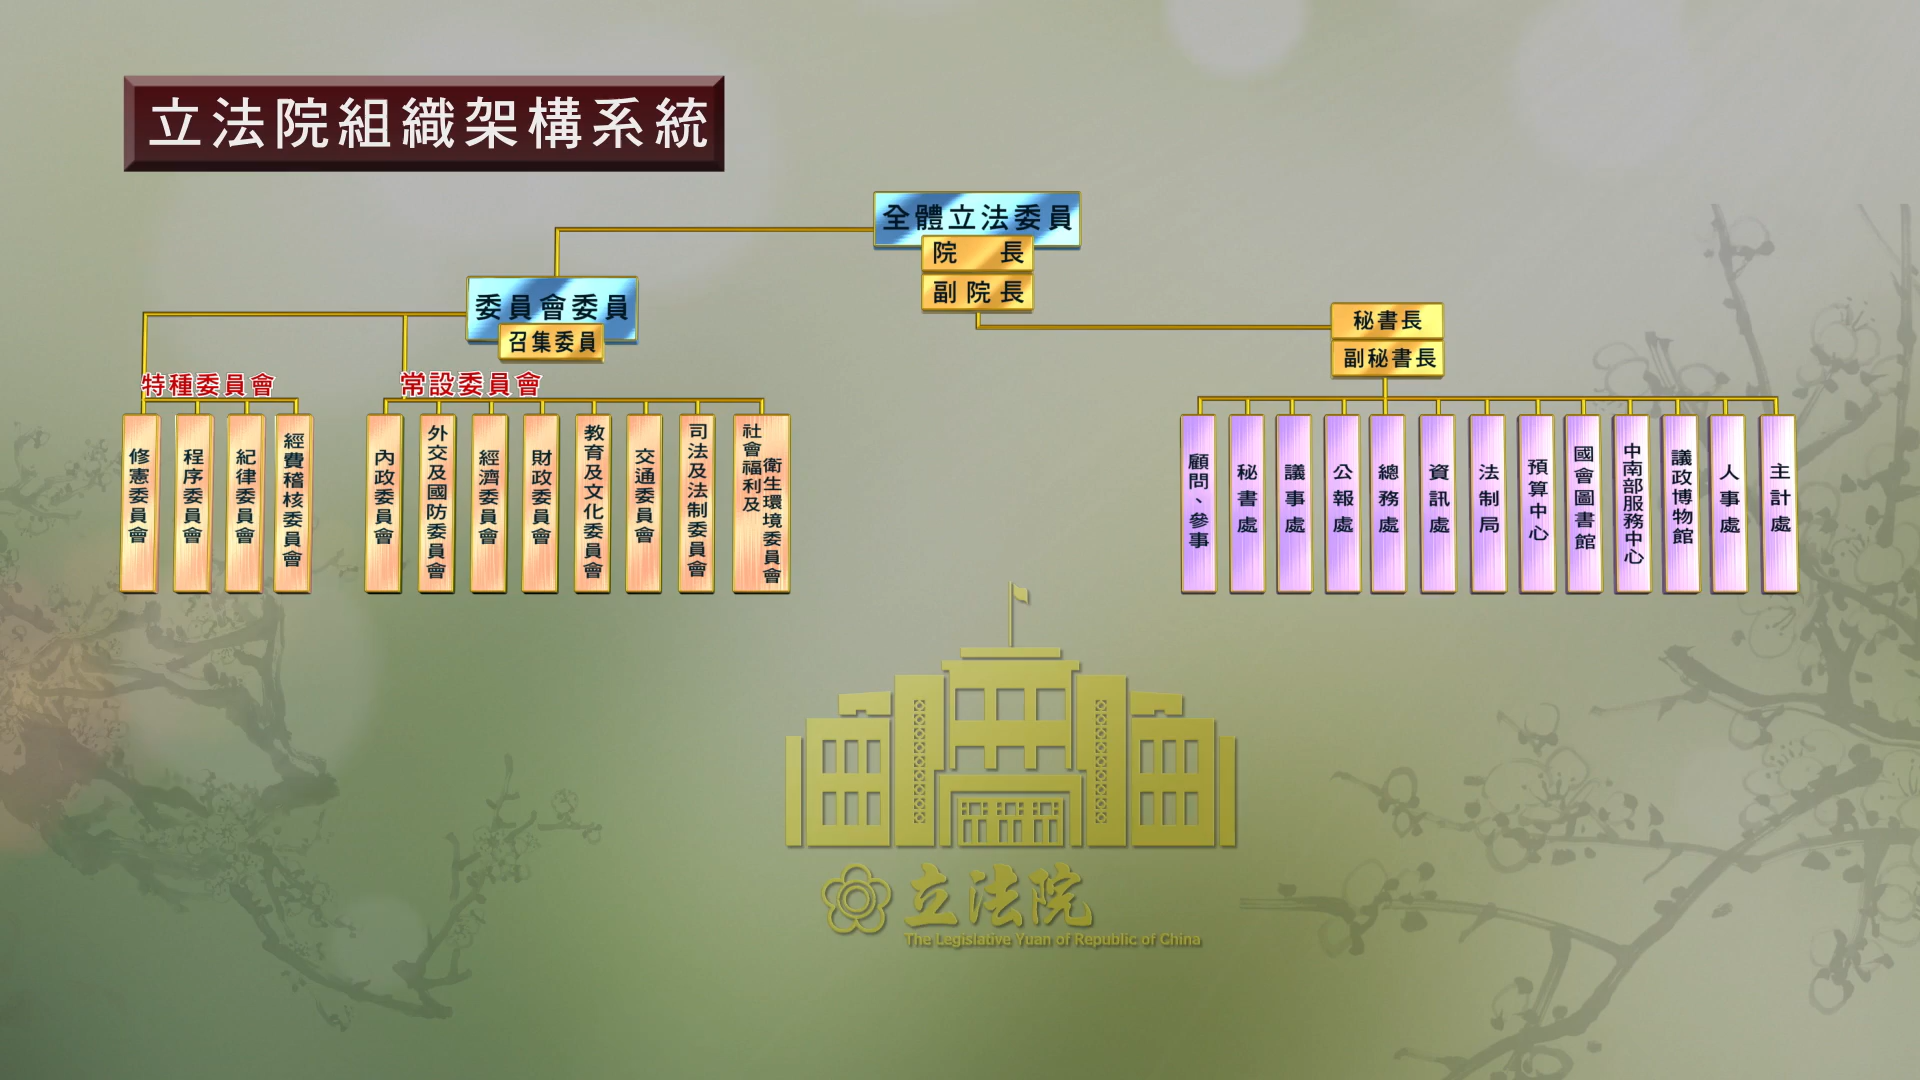 立法院組織架構系統
全體立法委員
院 長
副院長
委員會委員
召集委員
秘書長
副秘書長
特種委員會
常設委員會
修憲委員會
程序委員會
紀律委員會
經費稽核委員會
內政委員會
外交及國防委員會
經濟委員會
財政委員會
教育及文化委員會
交通委員會
司法及法制委員會
社會福利及
衛生環境委員會
顧問、參事
秘書處
議事處
公報處
總務處
資訊處
法制局
預算中心
國會圖書館
中南部服務中心
議政博物館
人事處
主計處
立法院
The Legislative Yuan of Republic of China